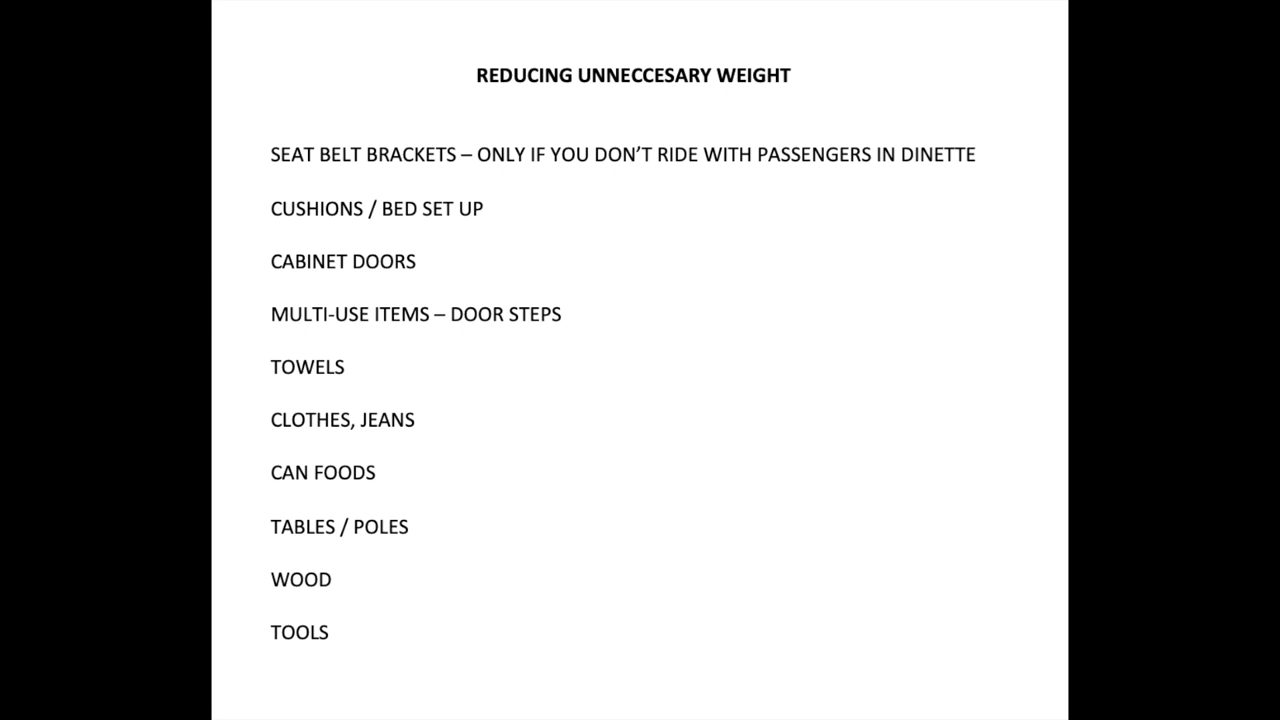 REDUCING UNNECCESARY WEIGHT
SEAT BELT BRACKETS – ONLY IF YOU DON’T RIDE WITH PASSENGERS IN DINETTE
CUSHIONS / BED SET UP
CABINET DOORS
MULTI-USE ITEMS – DOOR STEPS
TOWELS
CLOTHES, JEANS
CAN FOODS
TABLES / POLES
WOOD
TOOLS